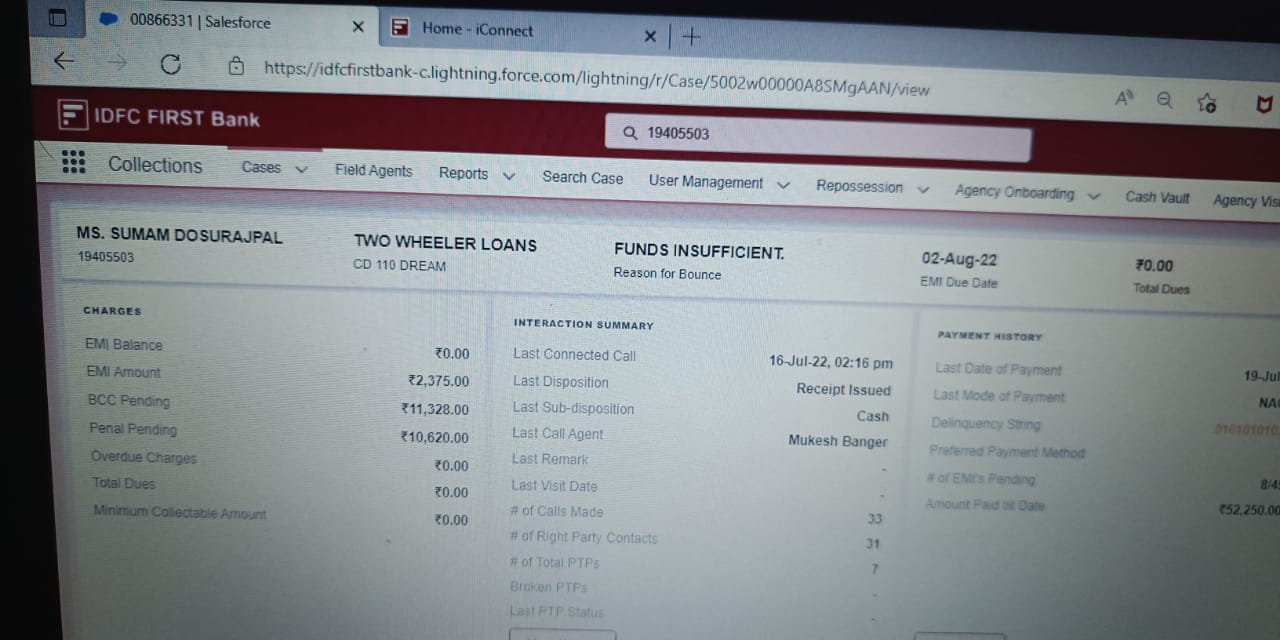 00866331 | Salesforce
Home - iConnect
https://idfcfirstbank-c.lightning.force.com/lightning/r/Case/5002w00000A8SMgAAN/view
IDFC FIRST Bank
19405503
Collections Cases Field Agents Reports Search Case User Management Repossession Agency Onboarding Cash Vault Agency Vis
MS. SUMAM DOSURAJPAL
19405503
TWO WHEELER LOANS
CD 110 DREAM
FUNDS INSUFFICIENT.
Reason for Bounce
02-Aug-22
EMI Due Date
₹0.00
Total Dues
CHARGES
EMI Balance ₹0.00
EMI Amount ₹2,375.00
BCC Pending ₹11,328.00
Penal Pending ₹10,620.00
Overdue Charges ₹0.00
Total Dues ₹0.00
Minimum Collectable Amount ₹0.00
INTERACTION SUMMARY
Last Connected Call 16-Jul-22, 02:16 pm
Last Disposition Receipt Issued
Last Sub-disposition Cash
Last Call Agent Mukesh Banger
Last Remark -
Last Visit Date -
# of Calls Made 33
# of Right Party Contacts 31
# of Total PTPs 7
Broken PTPs -
Last PTP Status -
PAYMENT HISTORY
Last Date of Payment 19-Jul
Last Mode of Payment NA
Delinquency String 010101010
Preferred Payment Method
# of EMI's Pending 8/4
Amount Paid till Date ₹52,250.00